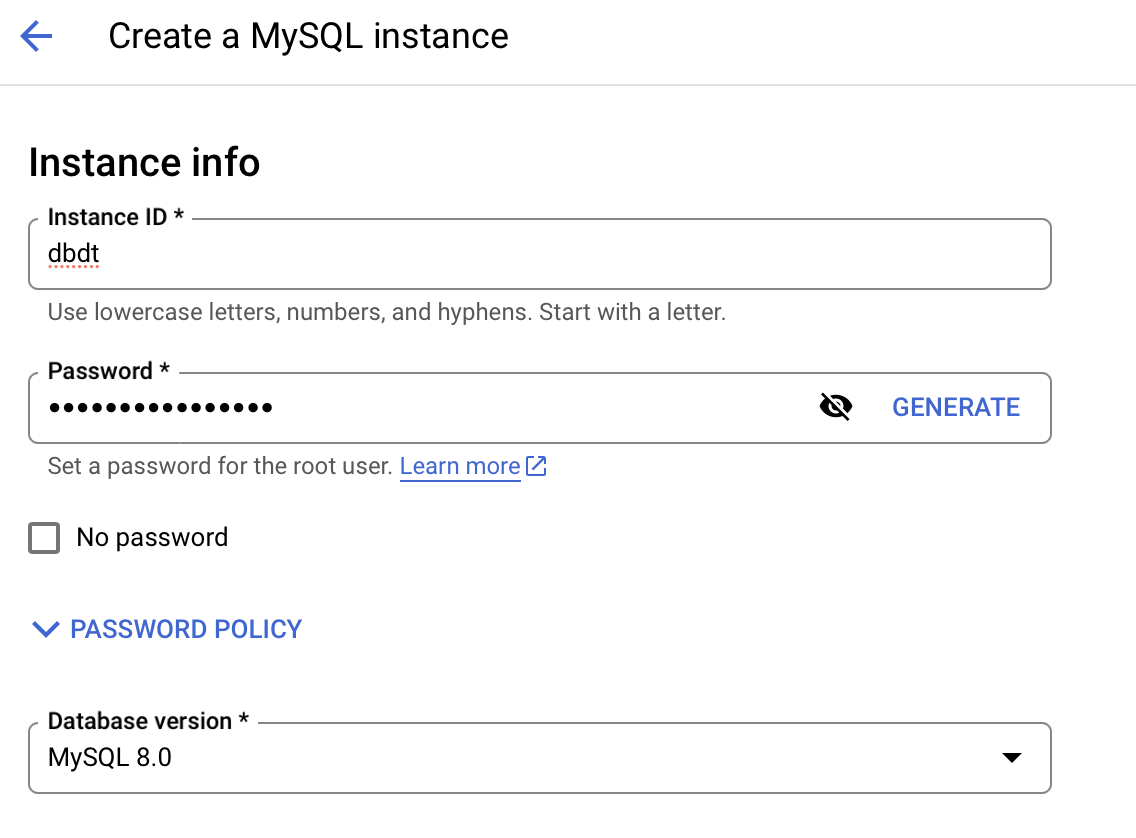 Create a MySQL instance
Instance info
Instance ID *
dbdt
Use lowercase letters, numbers, and hyphens. Start with a letter.
Password *
••••••••••••••••
GENERATE
Set a password for the root user. Learn more
No password
PASSWORD POLICY
Database version *
MySQL 8.0